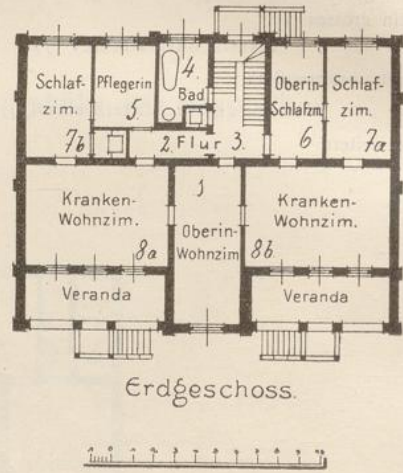 Schlaf-
zim.
7b
Pflegerin
5.
4.
Bad
Oberin-
Schlafzm.
6
Schlaf-
zim.
7a
2. Flur 3.
Kranken-
Wohnzim.
8a
1
Oberin-
Wohnzim
Kranken-
Wohnzim.
8b
Veranda
Veranda
Erdgeschoss.